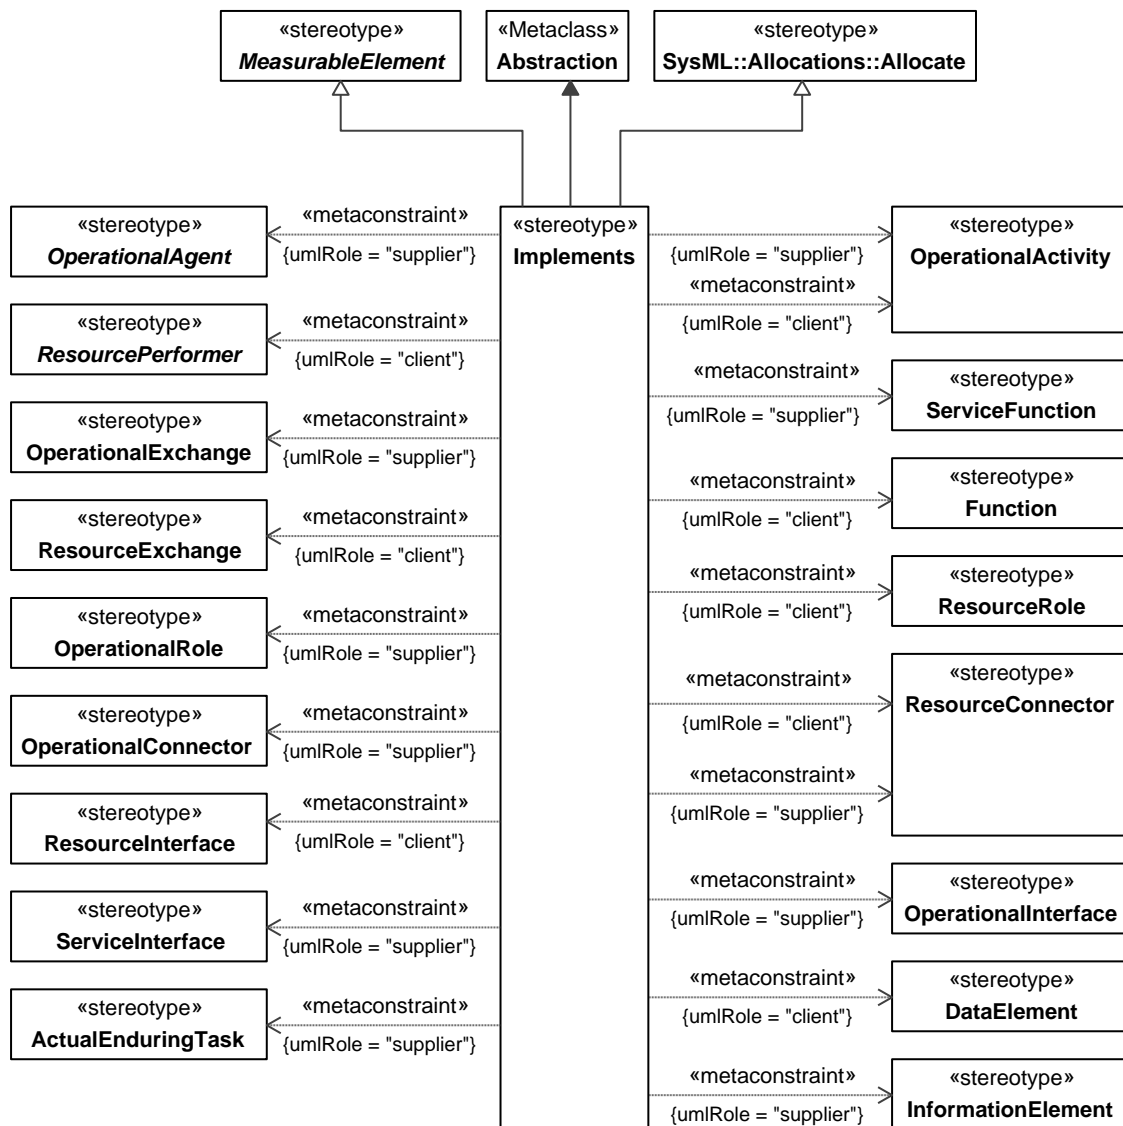 «stereotype»
MeasurableElement
«Metaclass»
Abstraction
«stereotype»
SysML::Allocations::Allocate
«stereotype»
OperationalAgent
«metaconstraint»
{umlRole = "supplier"}
«stereotype»
ResourcePerformer
«metaconstraint»
{umlRole = "client"}
«stereotype»
OperationalExchange
«metaconstraint»
{umlRole = "supplier"}
«stereotype»
ResourceExchange
«metaconstraint»
{umlRole = "client"}
«stereotype»
OperationalRole
«metaconstraint»
{umlRole = "supplier"}
«stereotype»
OperationalConnector
«metaconstraint»
{umlRole = "supplier"}
«stereotype»
ResourceInterface
«metaconstraint»
{umlRole = "client"}
«stereotype»
ServiceInterface
«metaconstraint»
{umlRole = "supplier"}
«stereotype»
ActualEnduringTask
«metaconstraint»
{umlRole = "supplier"}
«stereotype»
Implements
{umlRole = "supplier"}
«metaconstraint»
{umlRole = "client"}
«stereotype»
OperationalActivity
«metaconstraint»
{umlRole = "supplier"}
«stereotype»
ServiceFunction
«metaconstraint»
{umlRole = "client"}
«stereotype»
Function
«metaconstraint»
{umlRole = "client"}
«stereotype»
ResourceRole
«metaconstraint»
{umlRole = "client"}
«metaconstraint»
{umlRole = "supplier"}
«stereotype»
ResourceConnector
«metaconstraint»
{umlRole = "supplier"}
«stereotype»
OperationalInterface
«metaconstraint»
{umlRole = "client"}
«stereotype»
DataElement
«metaconstraint»
{umlRole = "supplier"}
«stereotype»
InformationElement